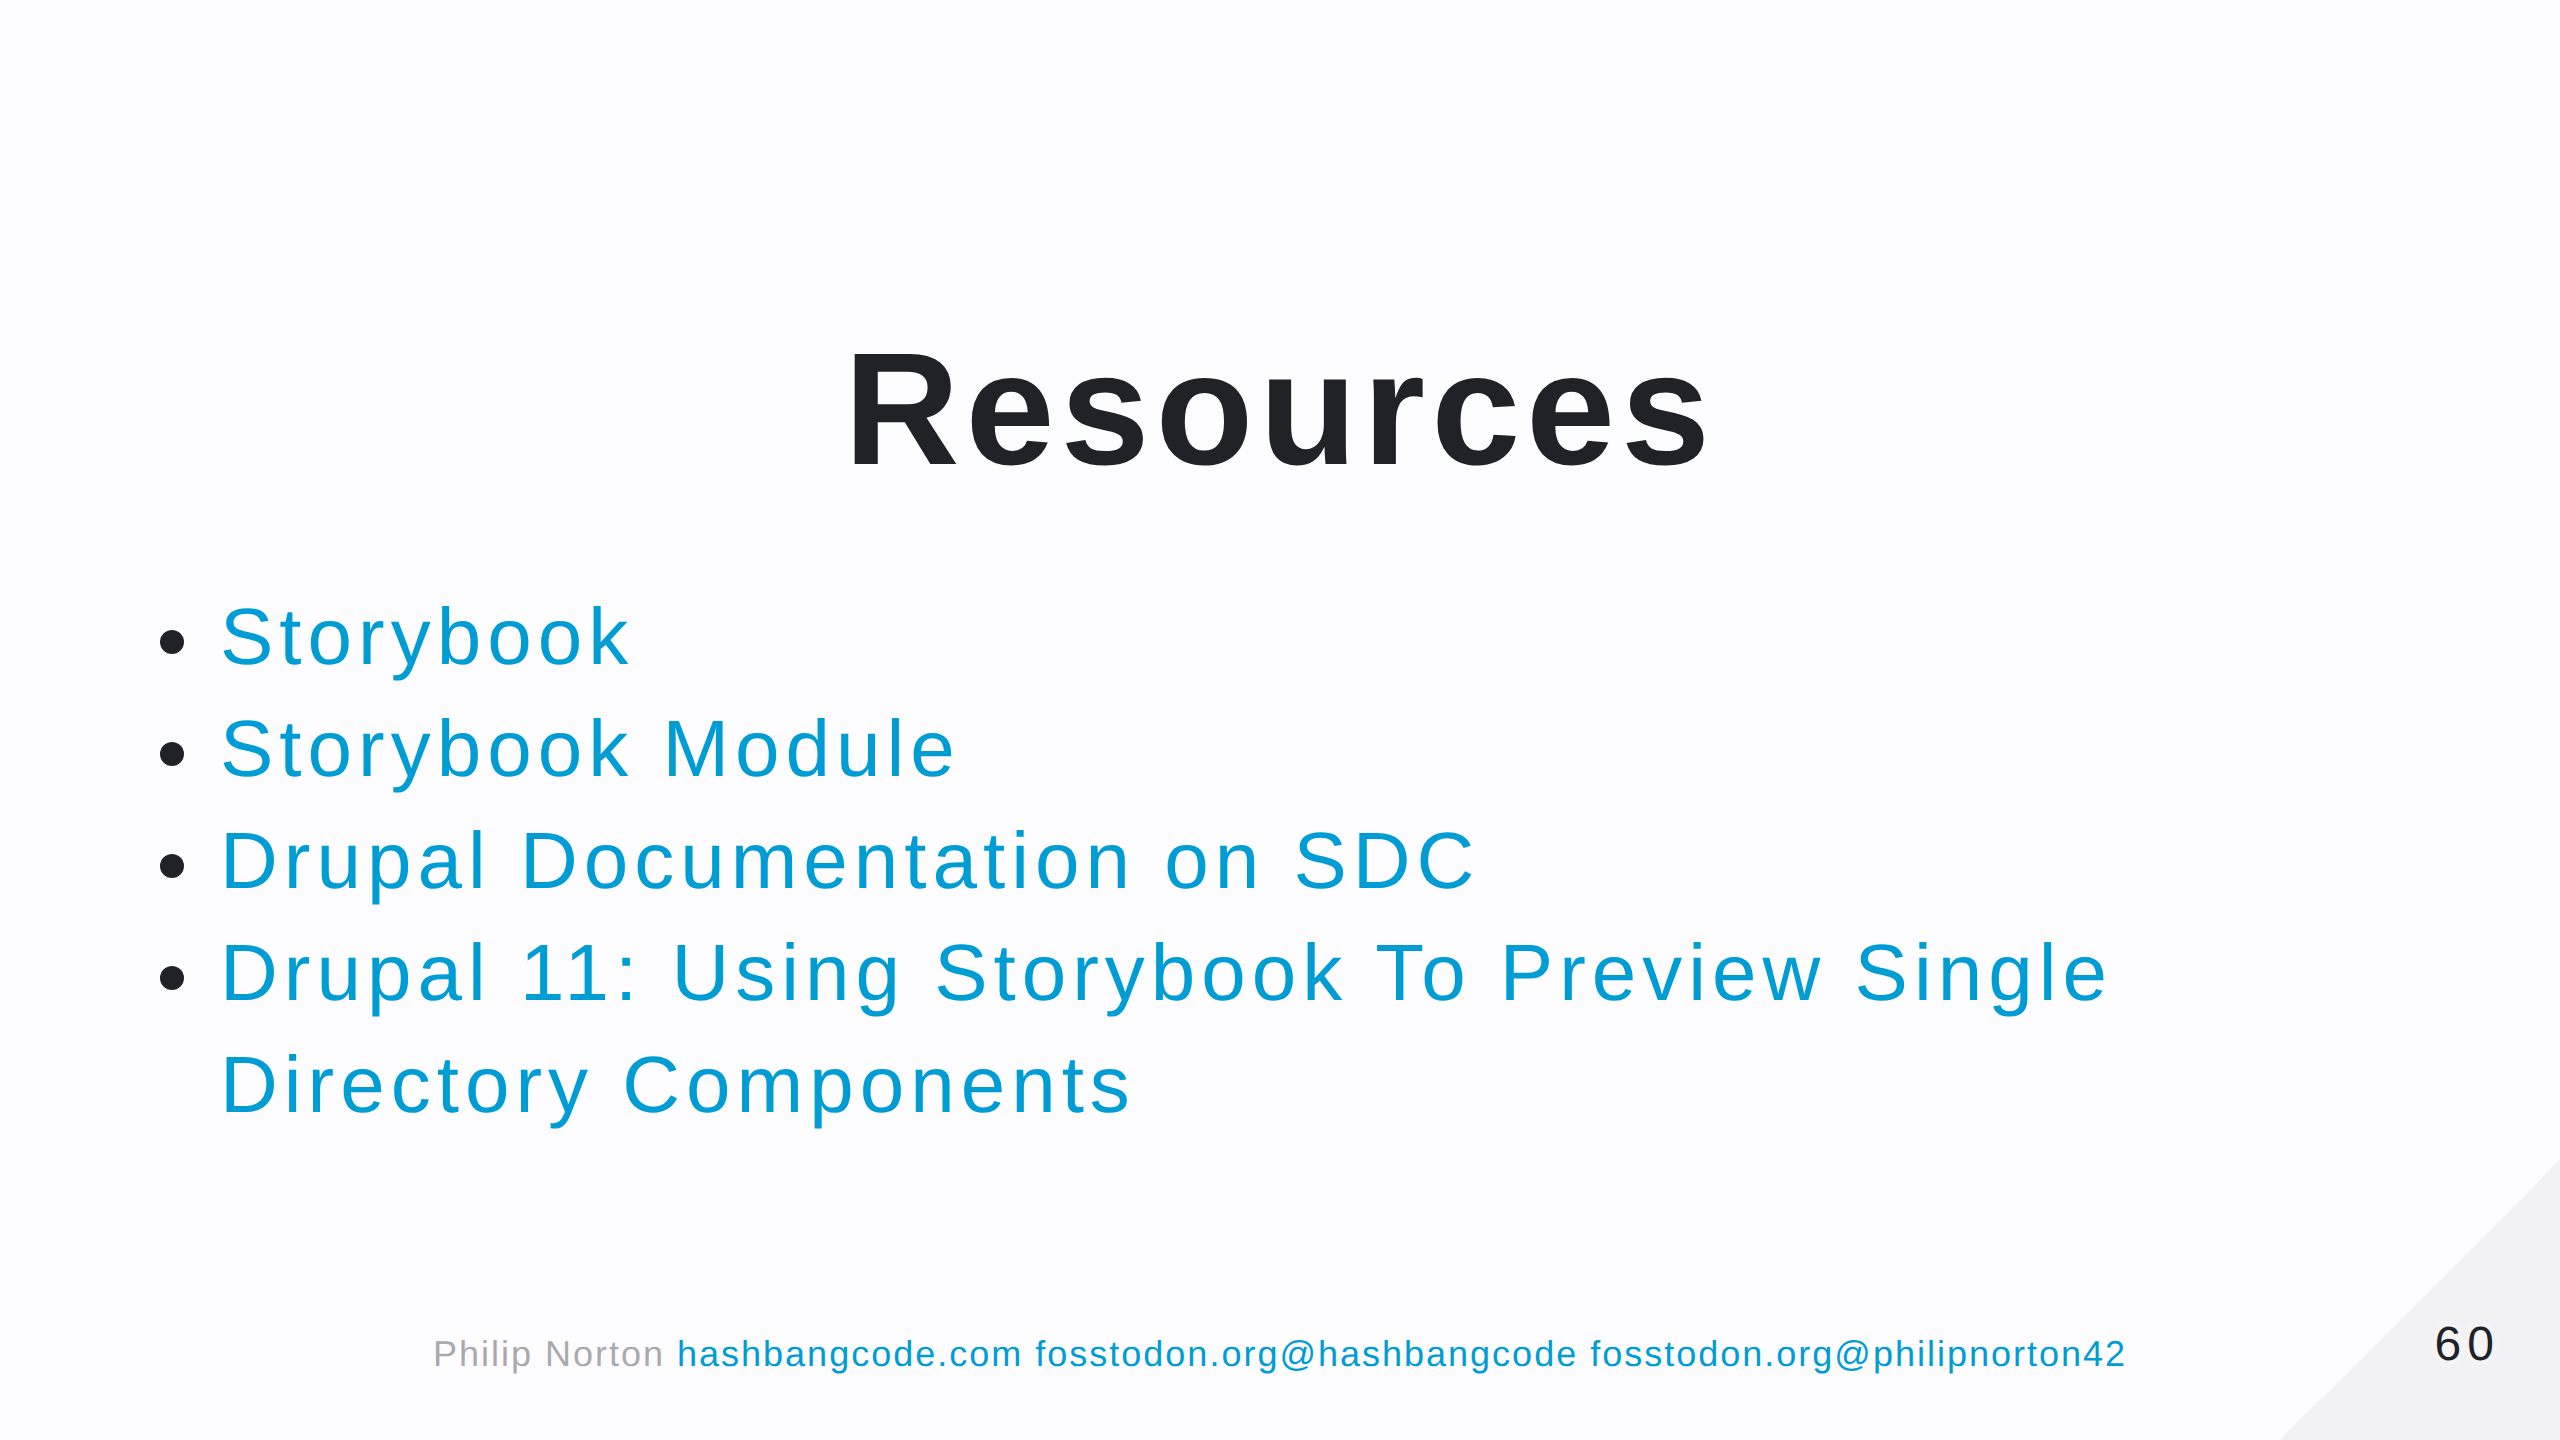 Resources
Storybook
Storybook Module
Drupal Documentation on SDC
Drupal 11: Using Storybook To Preview Single
Directory Components
Philip Norton hashbangcode.com fosstodon.org@hashbangcode fosstodon.org@philipnorton42
60